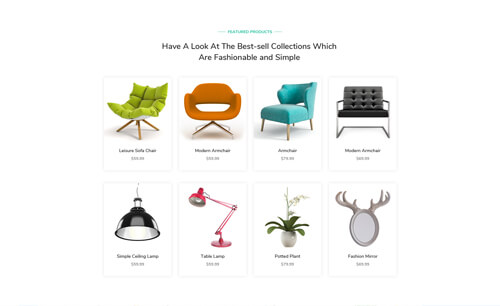 FEATURED PRODUCTS
Have A Look At The Best-sell Collections Which
Are Fashionable and Simple
Leisure Sofa Chair
$59.99
Modern Armchair
$59.99
Armchair
$79.99
Modern Armchair
$69.99
Simple Ceiling Lamp
$59.99
Table Lamp
$59.99
Potted Plant
$79.99
Fashion Mirror
$69.99